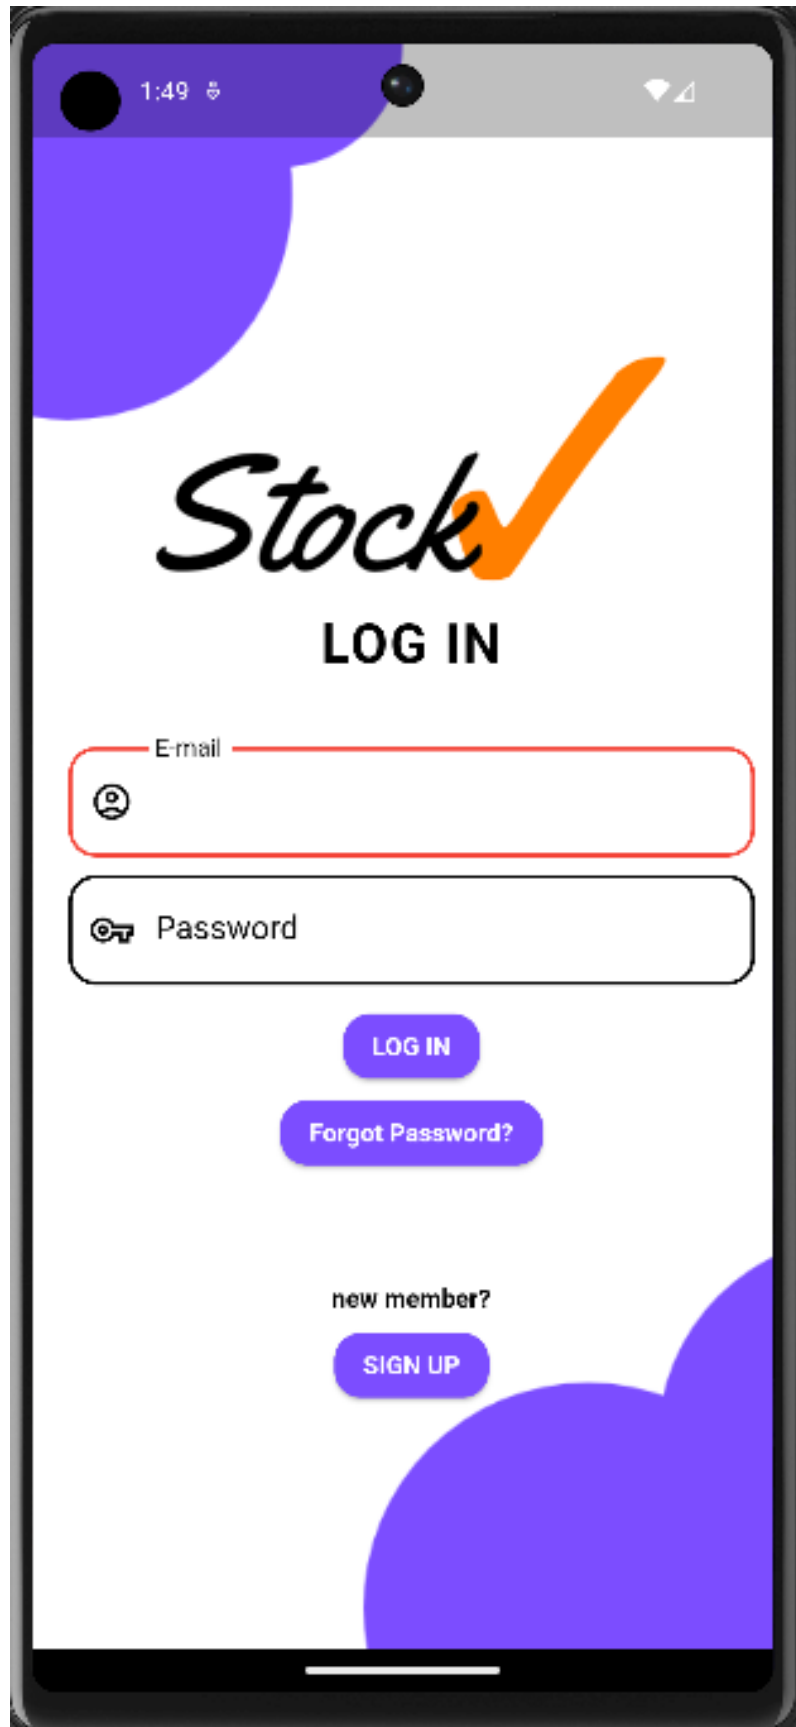 1:49
Stock
LOG IN
E-mail
Password
LOG IN
Forgot Password?
new member?
SIGN UP